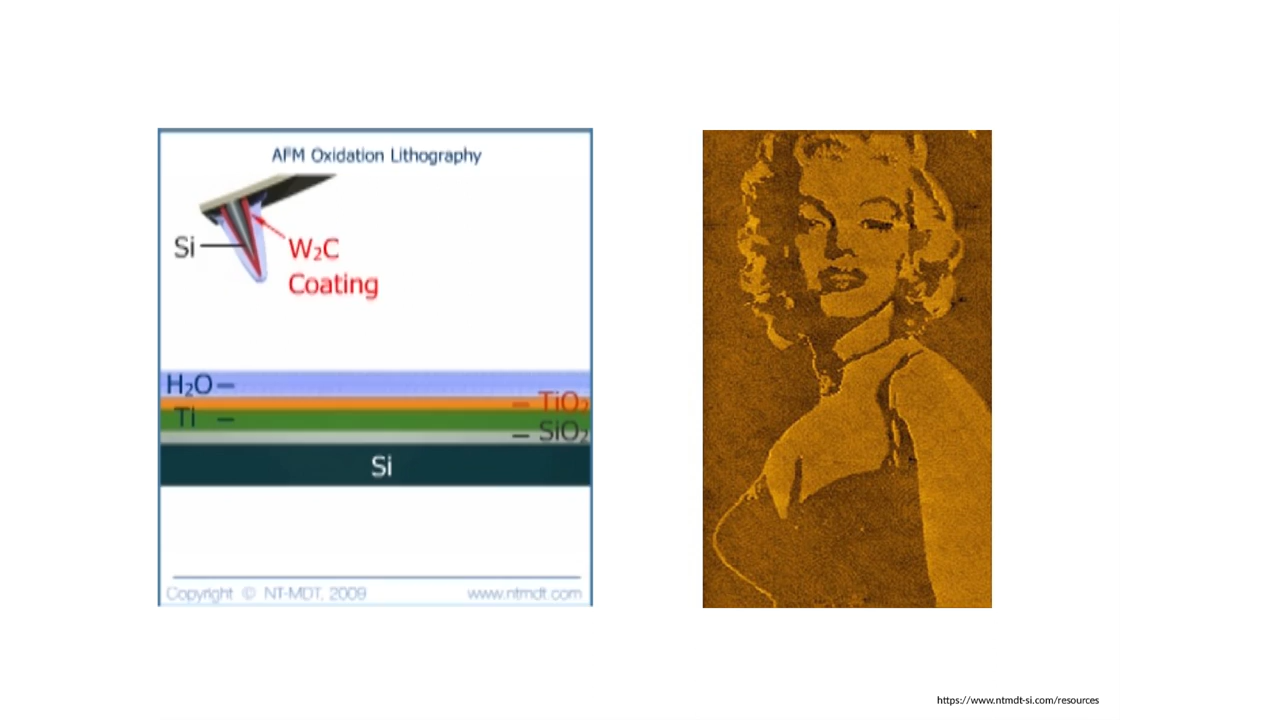 AFM Oxidation Lithography
Si
W₂C
Coating
H₂O
TiO₂
Ti
SiO₂
Si
Copyright © NT-MDT, 2009
www.ntmdt.com
https://www.ntmdt-si.com/resources